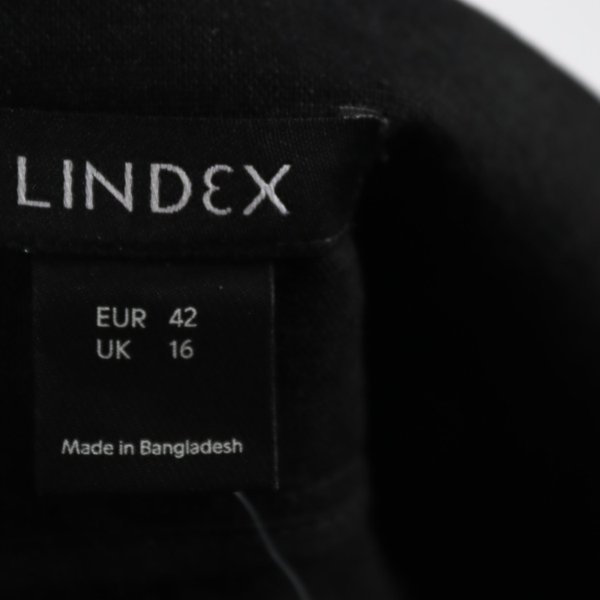 LINDEX
EUR 42
UK 16
Made in Bangladesh